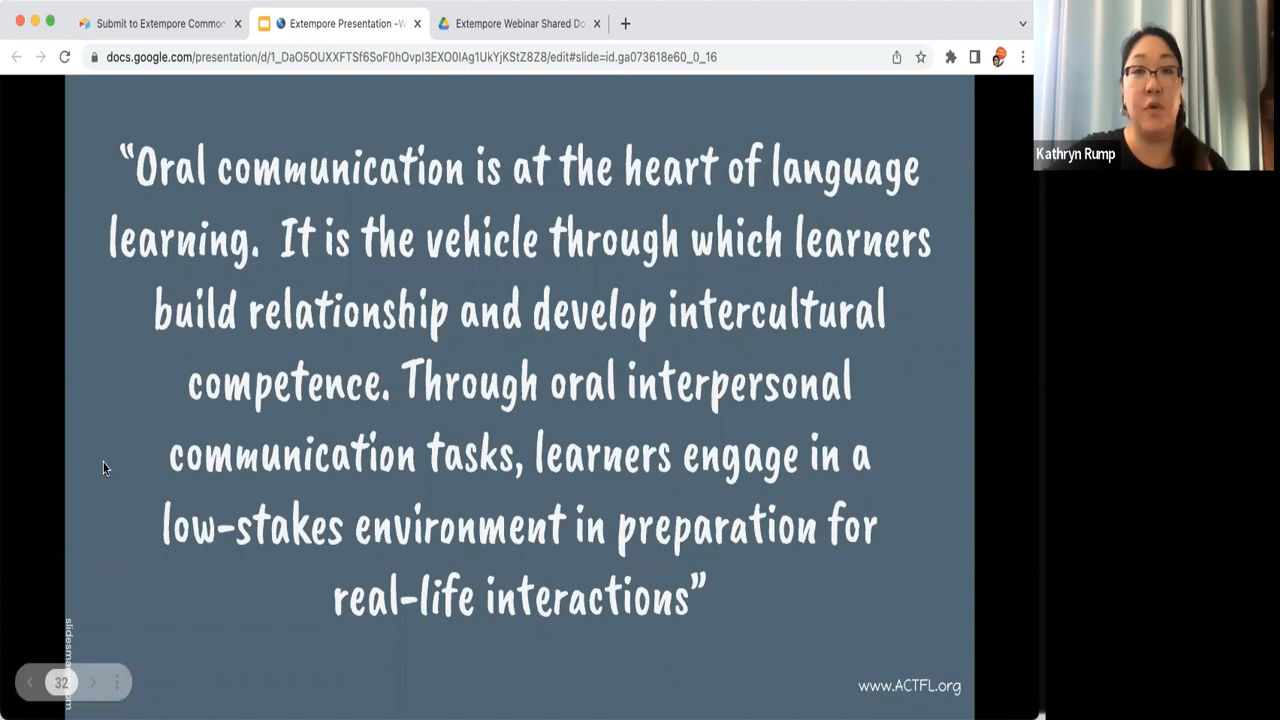 Submit to Extempore Common
Extempore Presentation -W
Extempore Webinar Shared Do
docs.google.com/presentation/d/1_DaO5OUXXFTSf6SoF0hOvpI3EXO0IAg1UkYjKStZ8Z8/edit#slide=id.ga073618e60_0_16
Kathryn Rump
“Oral communication is at the heart of language
learning. It is the vehicle through which learners
build relationship and develop intercultural
competence. Through oral interpersonal
communication tasks, learners engage in a
low-stakes environment in preparation for
real-life interactions”
32
www.ACTFL.org